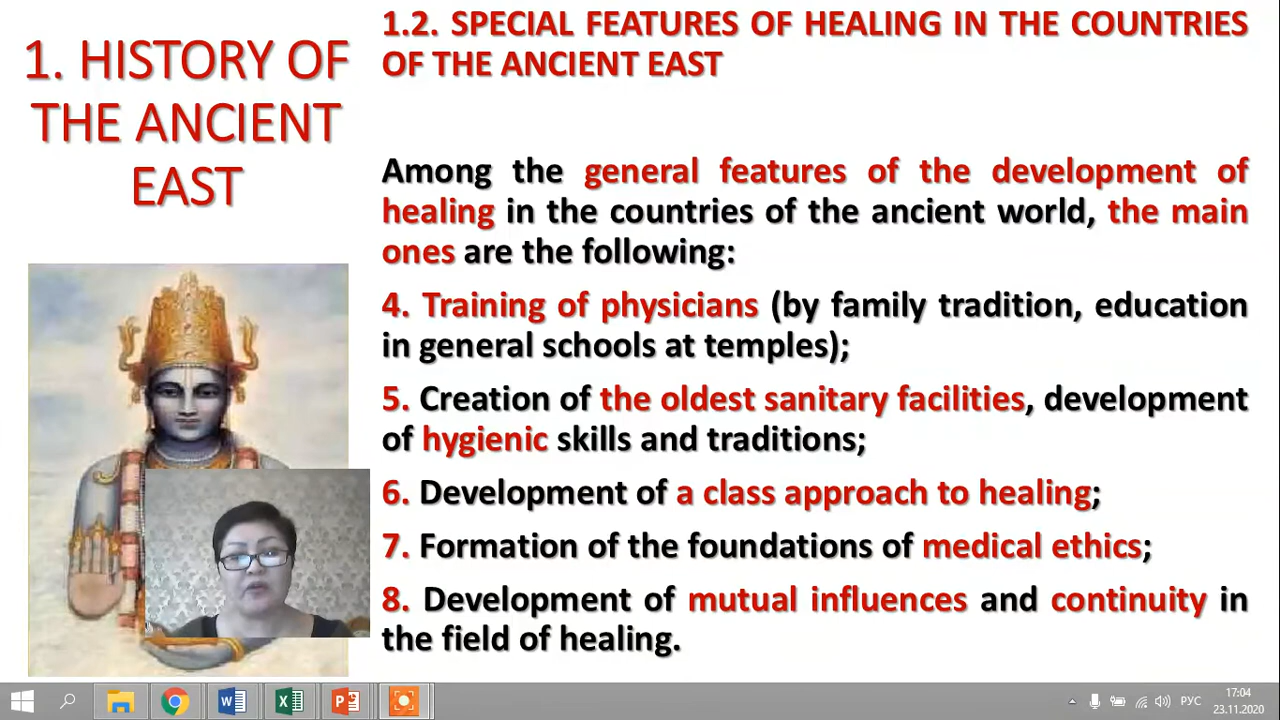 1. HISTORY OF
THE ANCIENT
EAST
1.2. SPECIAL FEATURES OF HEALING IN THE COUNTRIES
OF THE ANCIENT EAST
Among the general features of the development of
healing in the countries of the ancient world, the main
ones are the following:
4. Training of physicians (by family tradition, education
in general schools at temples);
5. Creation of the oldest sanitary facilities, development
of hygienic skills and traditions;
6. Development of a class approach to healing;
7. Formation of the foundations of medical ethics;
8. Development of mutual influences and continuity in
the field of healing.
РУС
17:04
23.11.2020